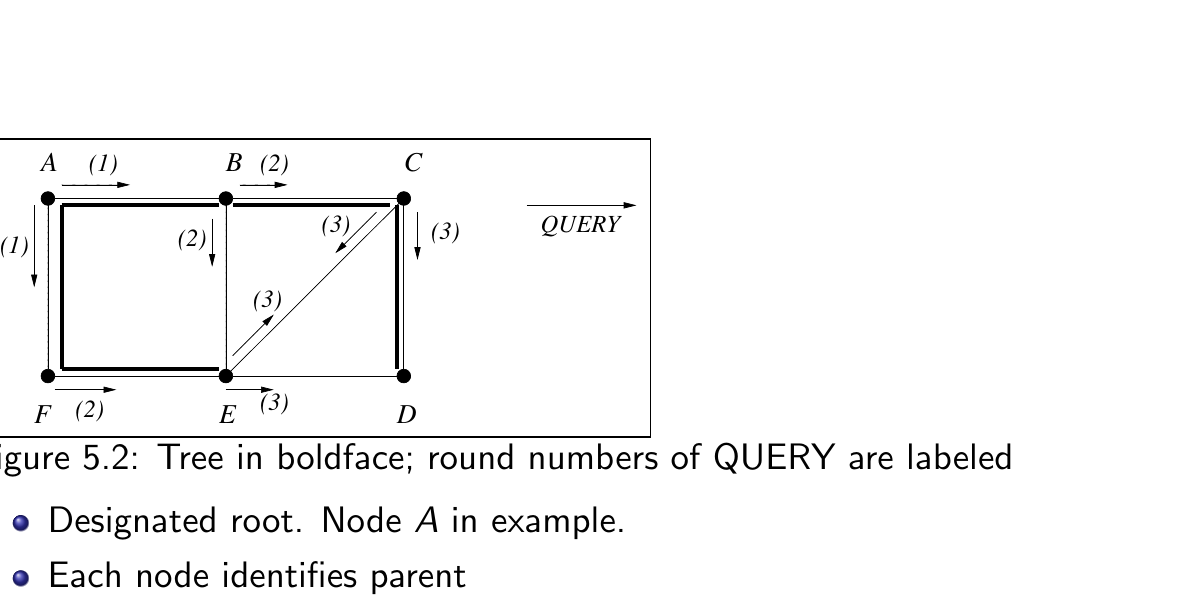 A (1) B (2) C
(1) (2) (3) (3) QUERY
(3)
F (2) E (3) D
igure 5.2: Tree in boldface; round numbers of QUERY are labeled
Designated root. Node A in example.
Each node identifies parent